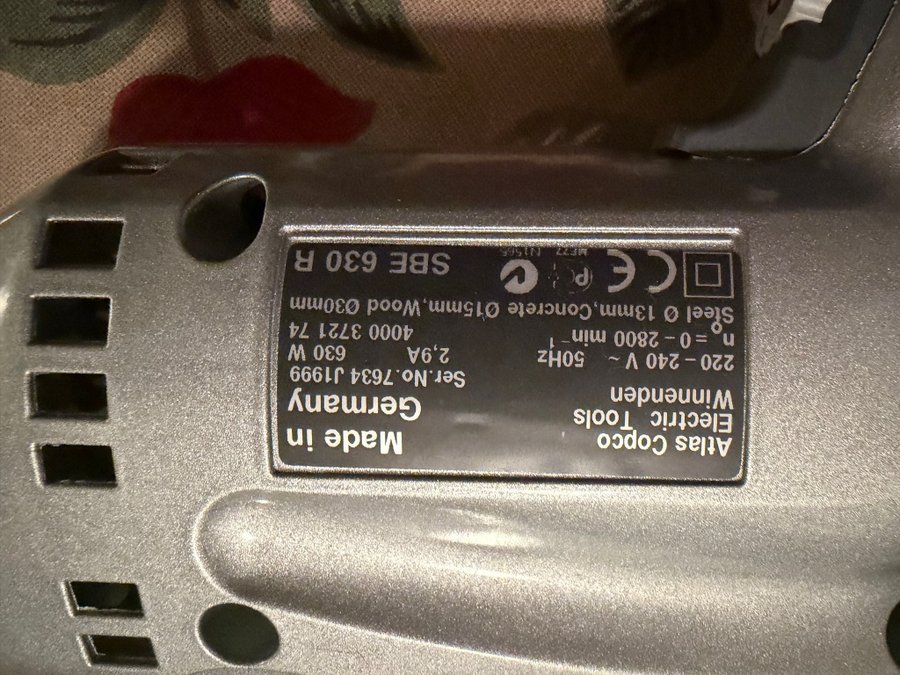 Atlas Copco
Electric Tools
Winnenden
Made in
Germany
Ser.No.7634 J1999
220 – 240 V ~ 50Hz 2,9A 630 W
n₀ = 0 – 2800 min⁻¹ 4000 3721 74
Steel Ø 13mm, Concrete Ø15mm, Wood Ø30mm
CE
SBE 630 R